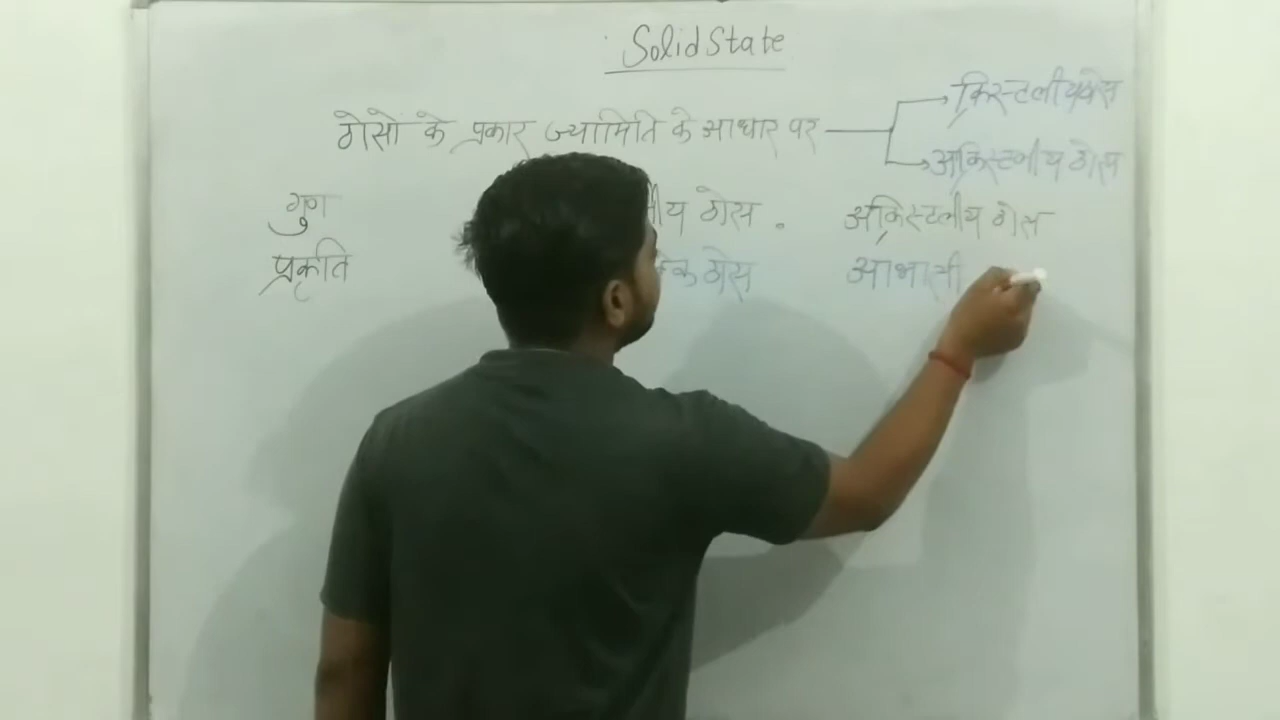 Solid State
ठोसों के प्रकार ज्यामिति के आधार पर
क्रिस्टलीय ठोस
अक्रिस्टलीय ठोस
गुण ीय ठोस . अक्रिस्टलीय ठोस
प्रकृति क ठोस आभासी